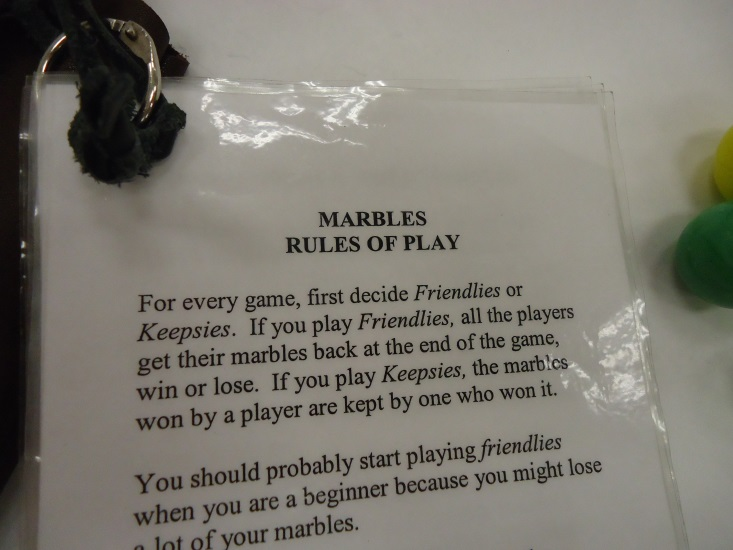 MARBLES
RULES OF PLAY
For every game, first decide Friendlies or
Keepsies. If you play Friendlies, all the players
get their marbles back at the end of the game,
win or lose. If you play Keepsies, the marbles
won by a player are kept by one who won it.
You should probably start playing friendlies
when you are a beginner because you might lose
a lot of your marbles.